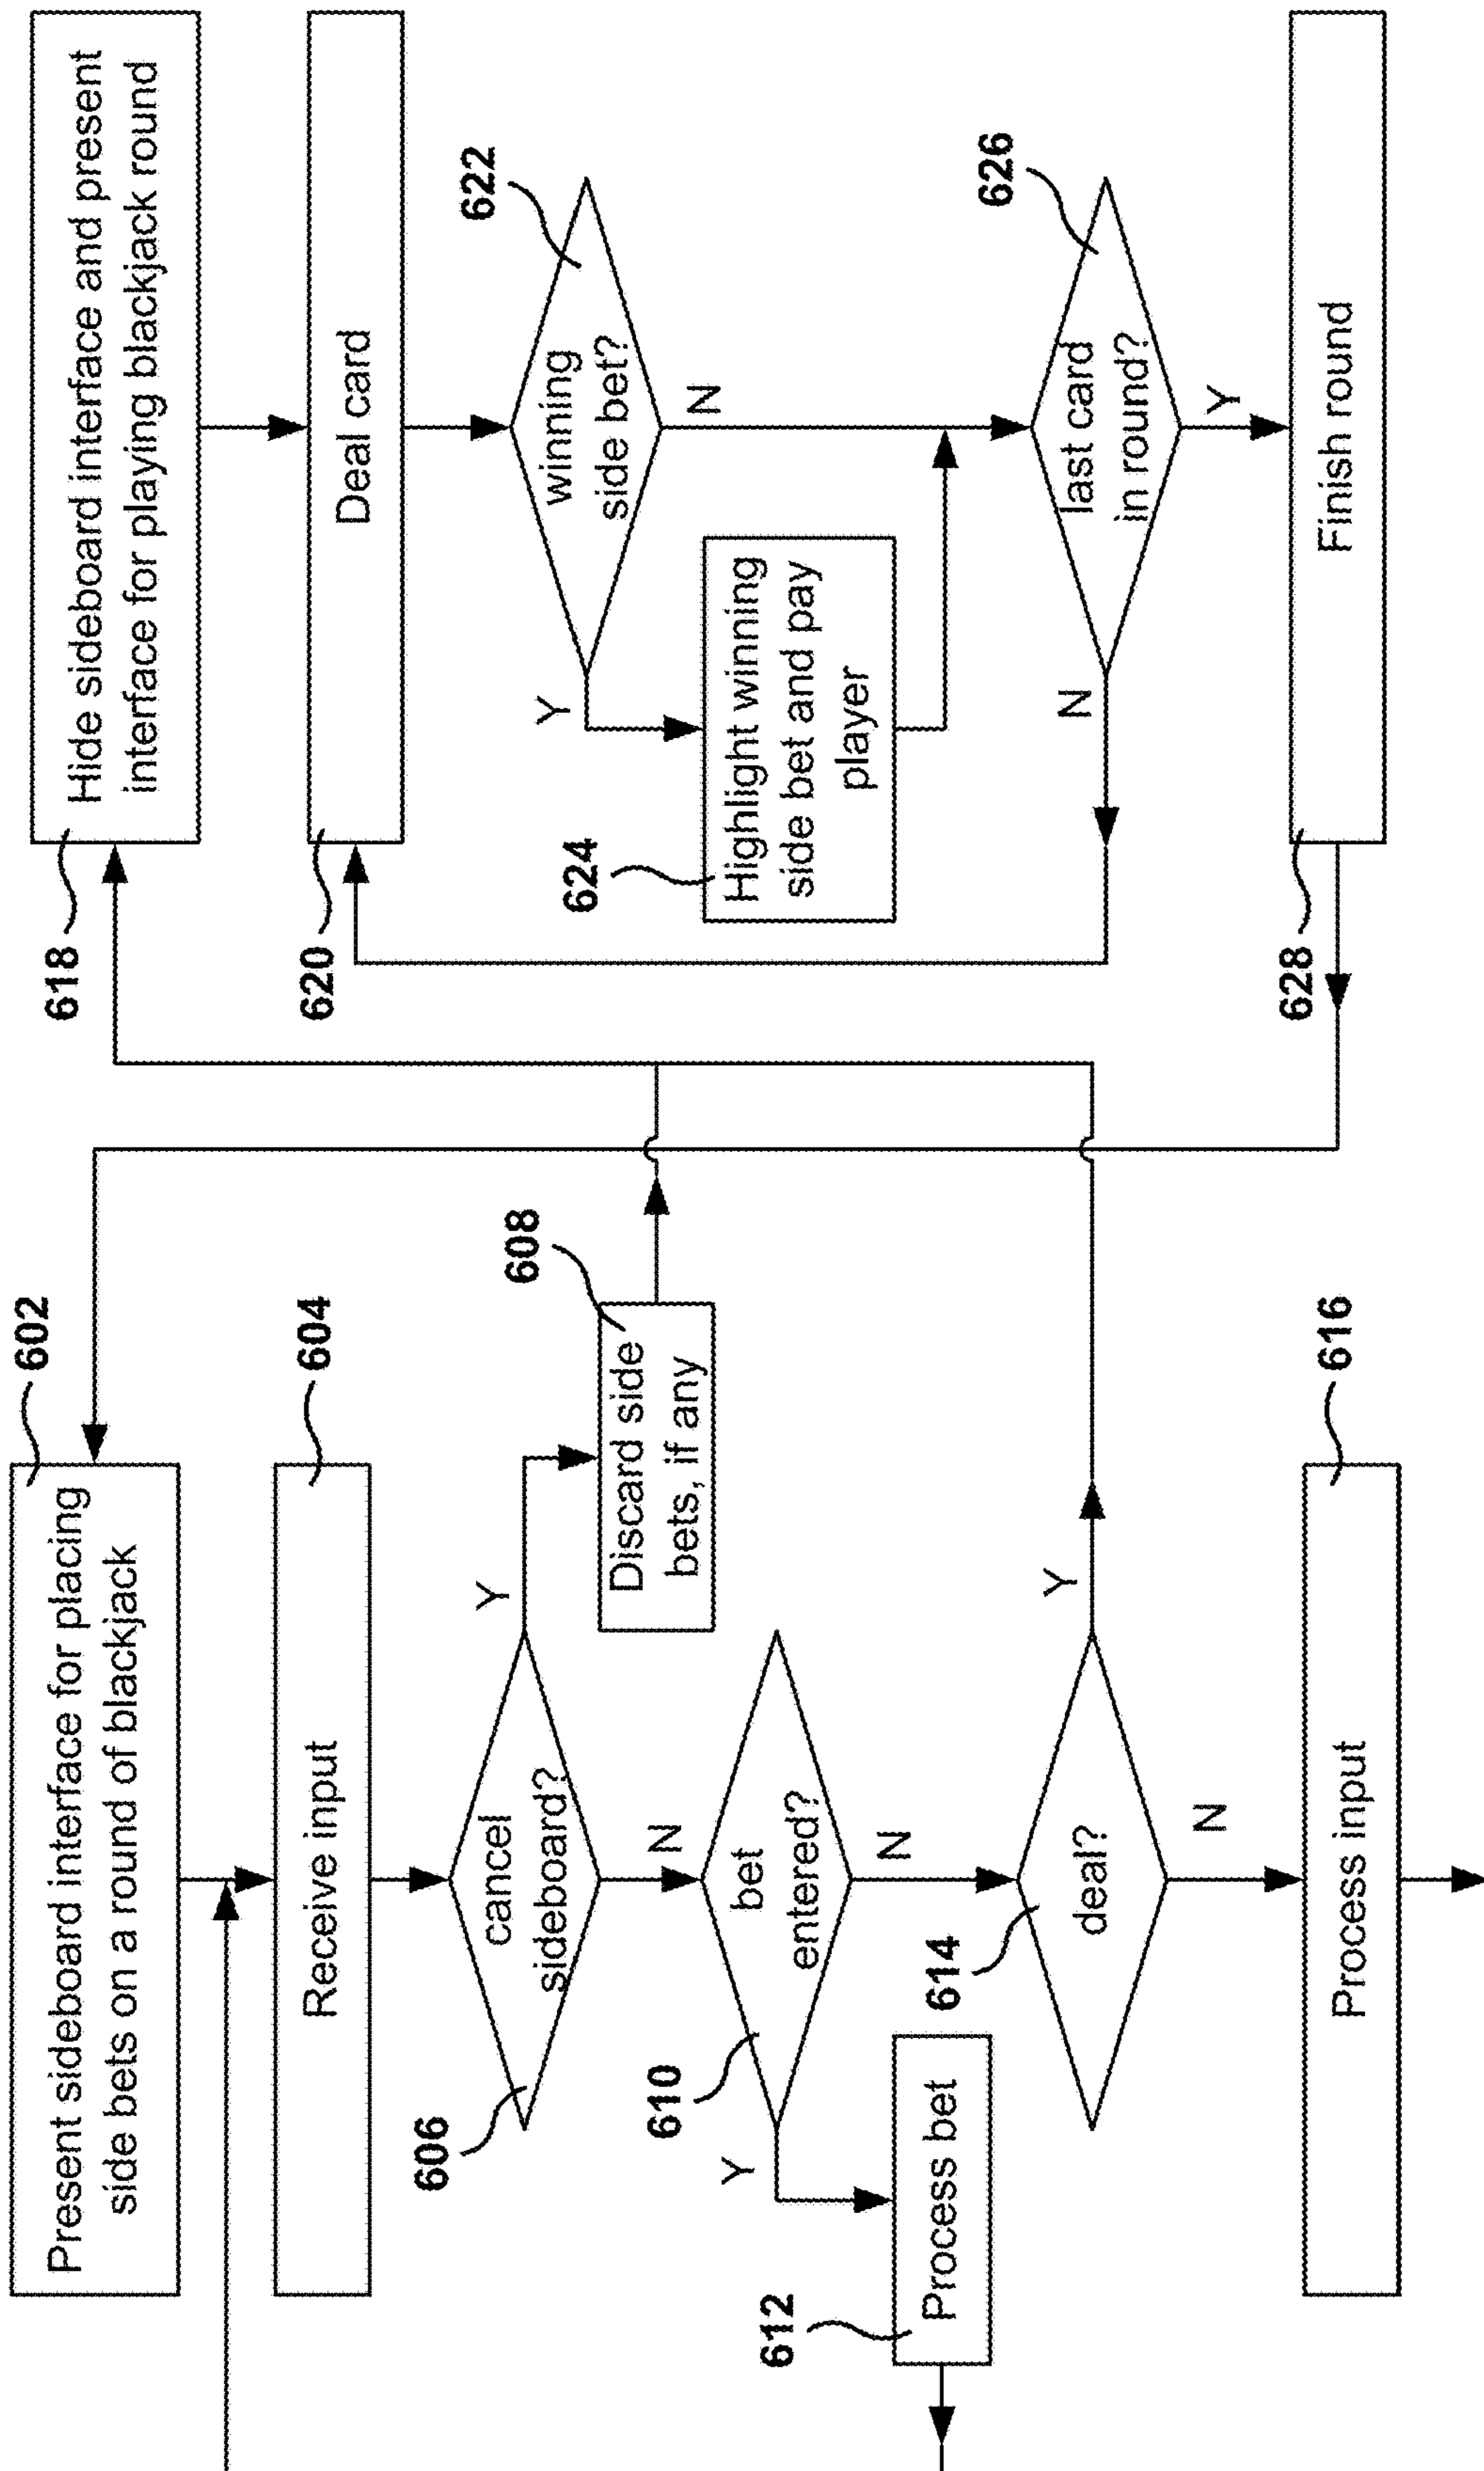 602
Present sideboard interface for placing
side bets on a round of blackjack
604
Receive input
606
cancel
sideboard?
Y
N
608
Discard side
bets, if any
610
bet
entered?
Y
N
612
Process bet
614
deal?
Y
N
616
Process input
618
Hide sideboard interface and present
interface for playing blackjack round
620
Deal card
622
winning
side bet?
Y
N
624
Highlight winning
side bet and pay
player
626
last card
in round?
N
Y
628
Finish round